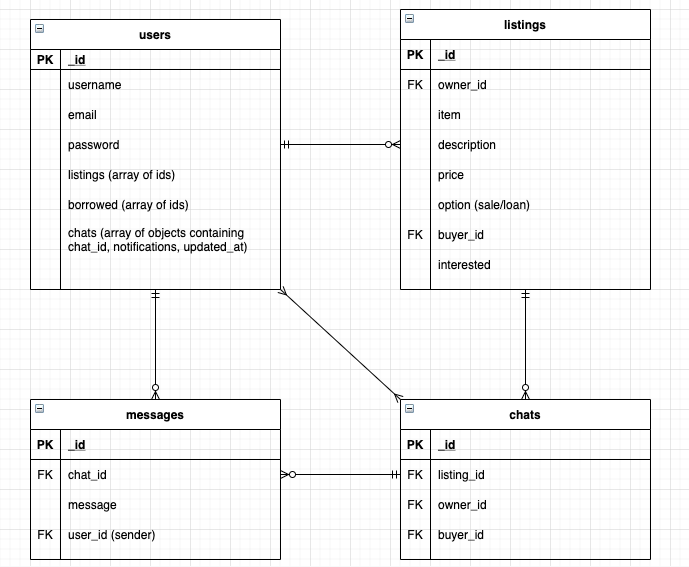 users
PK _id
username
email
password
listings (array of ids)
borrowed (array of ids)
chats (array of objects containing
chat_id, notifications, updated_at)
listings
PK _id
FK owner_id
item
description
price
option (sale/loan)
FK buyer_id
interested
messages
PK _id
FK chat_id
message
FK user_id (sender)
chats
PK _id
FK listing_id
FK owner_id
FK buyer_id